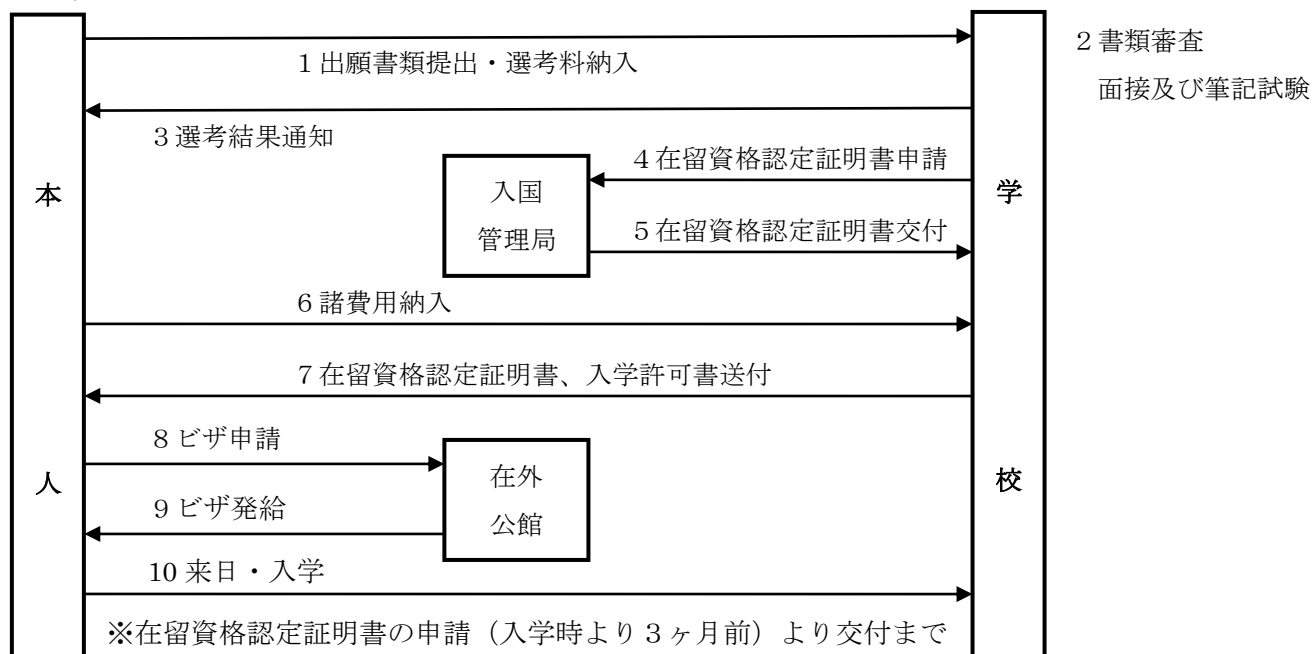 1 出願書類提出・選考料納入
2 書類審査
面接及び筆記試験
3 選考結果通知
4 在留資格認定証明書申請
本
入国
管理局
学
5 在留資格認定証明書交付
6 諸費用納入
7 在留資格認定証明書、入学許可書送付
8 ビザ申請
人
在外
公館
校
9 ビザ発給
10 来日・入学
※在留資格認定証明書の申請（入学時より３ヶ月前）より交付まで